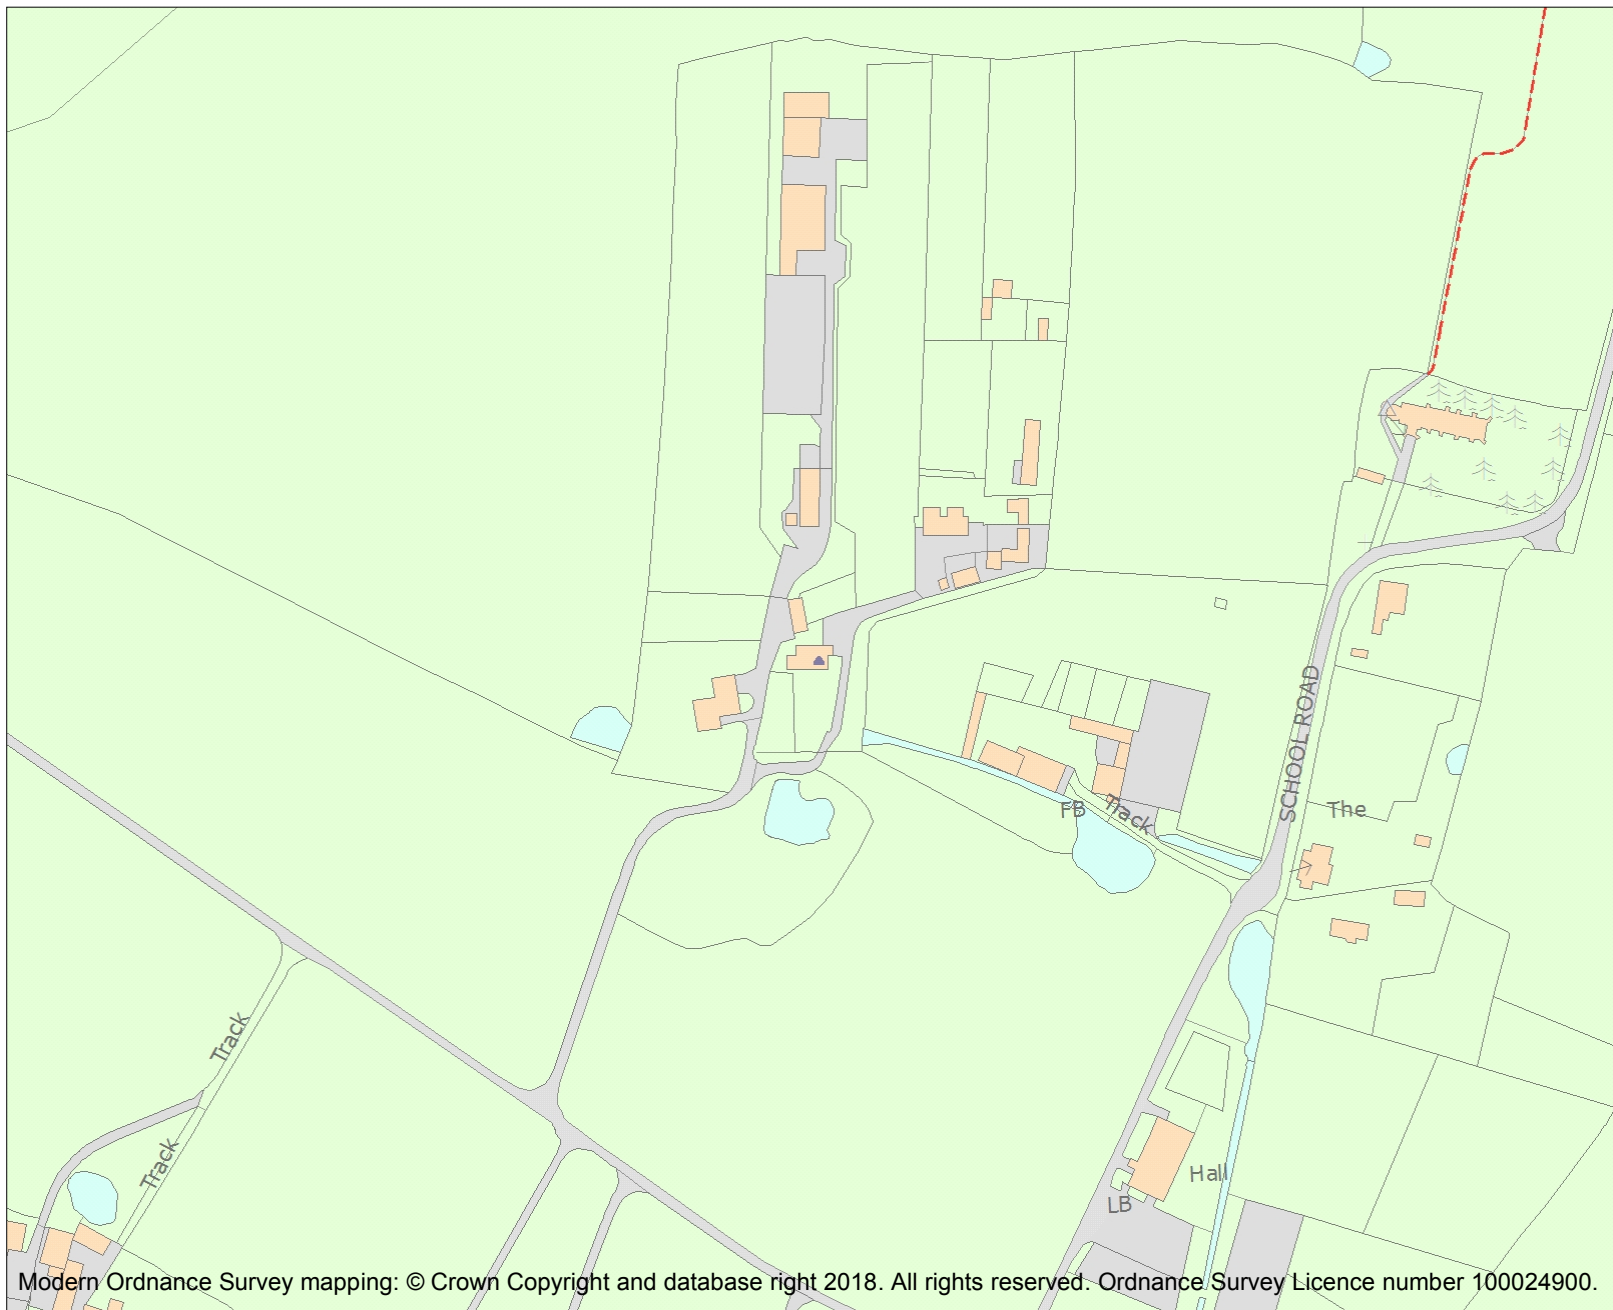 SCHOOL ROAD
FB
Track
The
Track
Track
Hall
LB
Modern Ordnance Survey mapping: © Crown Copyright and database right 2018. All rights reserved. Ordnance Survey Licence number 100024900.